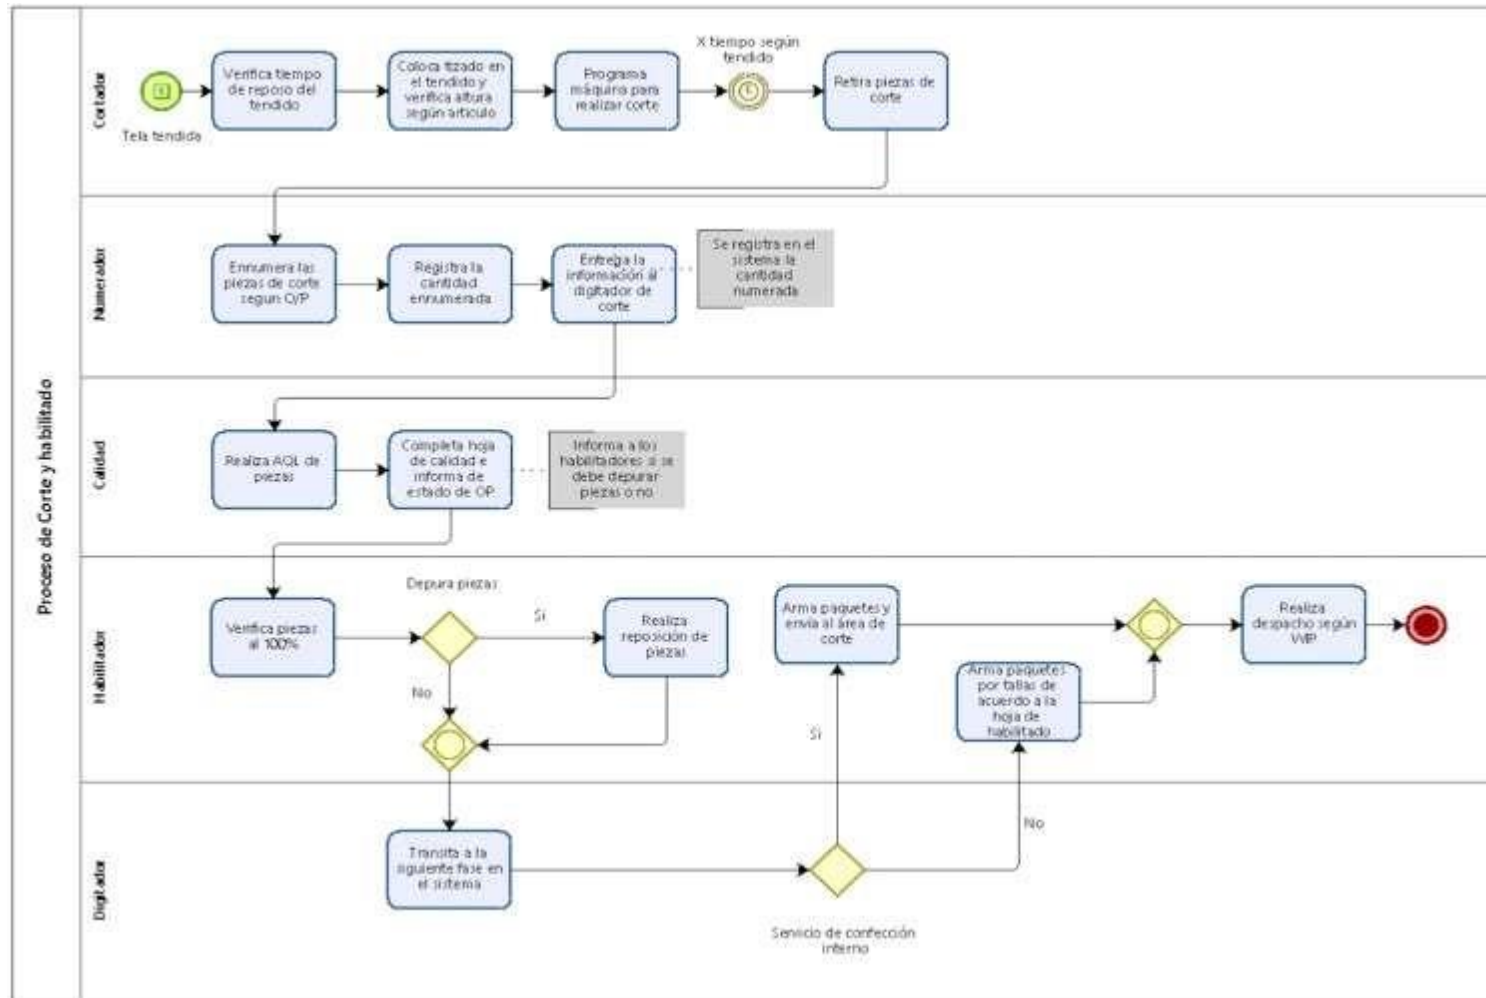 Proceso de Corte y habilitado
Cortador
Tela tendida
Verifica tiempo
de reposo del
tendido
Coloca tizado en
el tendido y
verifica altura
según articulo
Programa
máquina para
realizar corte
X tiempo según
tendido
Retira piezas de
corte
Numerador
Ennumera las
piezas de corte
segun O/P
Registra la
cantidad
ennumerada
Entrega la
información al
digitador de
corte
Se registra en el
sistema la
cantidad
numerada
Calidad
Realiza AQL de
piezas
Completa hoja
de calidad e
informa de
estado de OP
Informa a los
habilitadores si se
debe depurar
piezas o no
Habilitador
Verifica piezas
al 100%
Depura piezas
Si
No
Realiza
reposición de
piezas
Arma paquetes y
envia al área de
corte
Arma paquetes
por tallas de
acuerdo a la
hoja de
habilitado
Realiza
despacho según
WIP
Si
No
Digitador
Transita a la
siguiente fase en
el sistema
Servicio de confección
interno